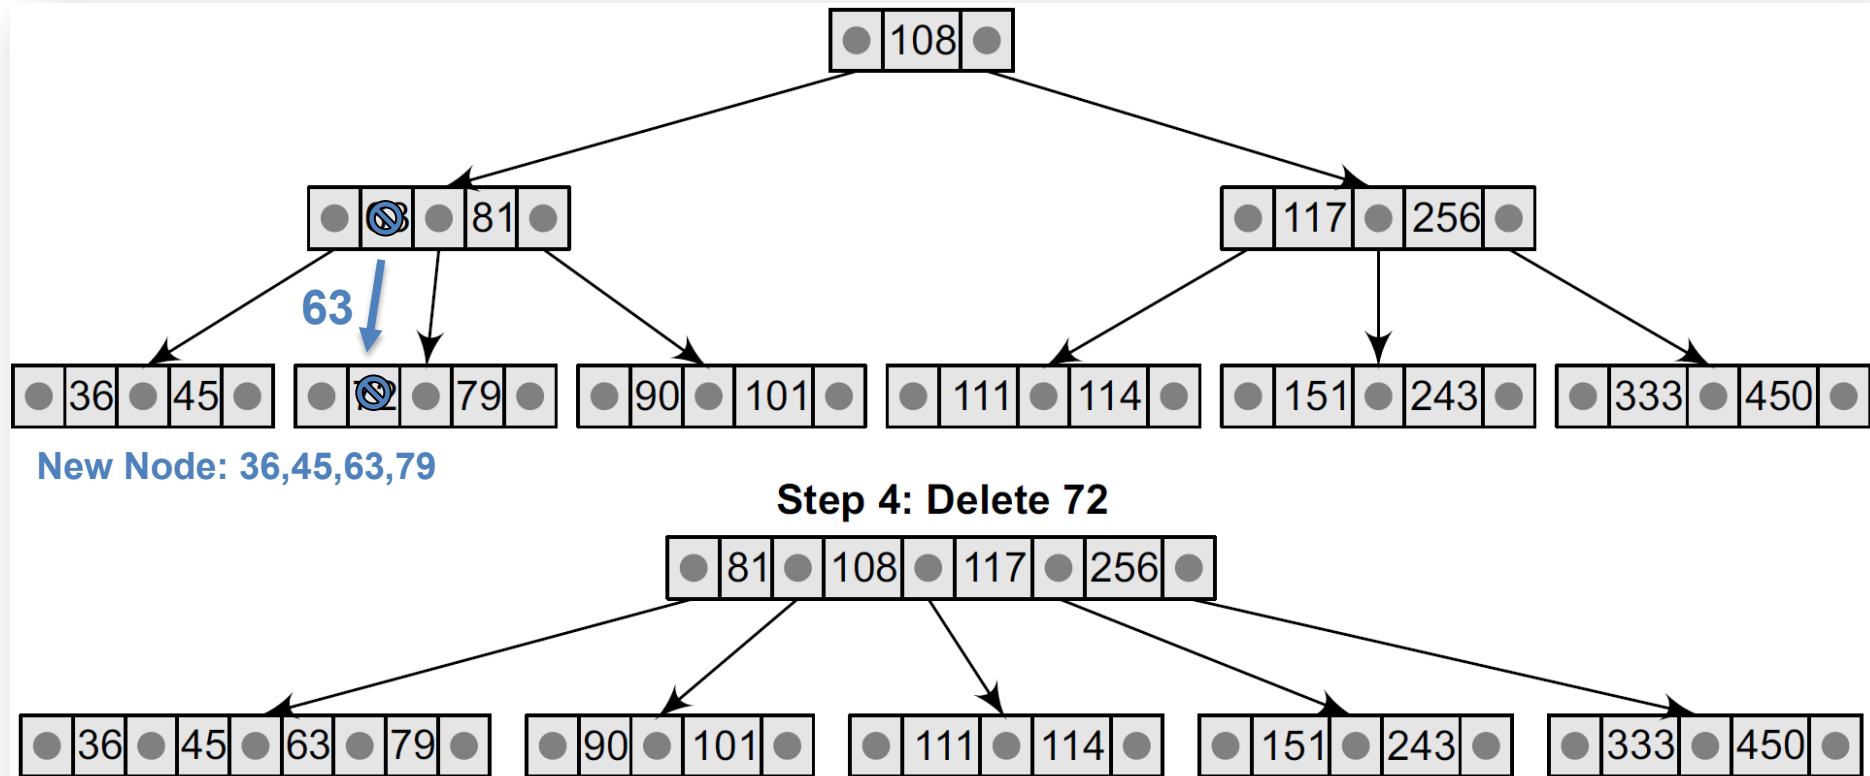 108
81 117 256
63
36 45 79 90 101 111 114 151 243 333 450
New Node: 36,45,63,79
Step 4: Delete 72
81 108 117 256
36 45 63 79 90 101 111 114 151 243 333 450